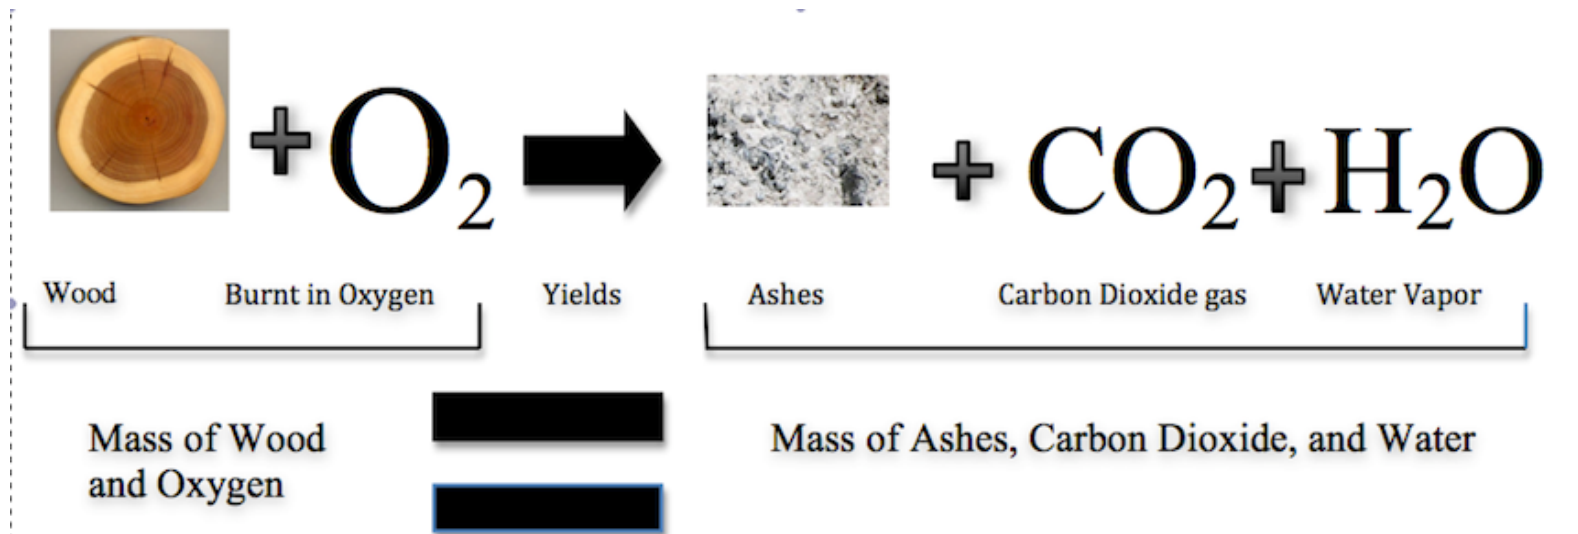 + O₂ + CO₂ + H₂O
Wood Burnt in Oxygen Yields Ashes Carbon Dioxide gas Water Vapor
Mass of Wood
and Oxygen
Mass of Ashes, Carbon Dioxide, and Water